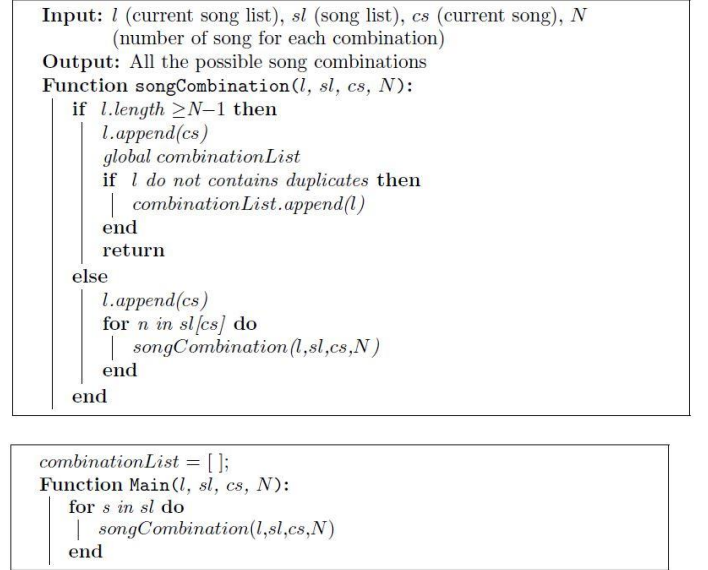 Input: l (current song list), sl (song list), cs (current song), N
(number of song for each combination)
Output: All the possible song combinations
Function songCombination(l, sl, cs, N):
if l.length ≥N−1 then
l.append(cs)
global combinationList
if l do not contains duplicates then
combinationList.append(l)
end
return
else
l.append(cs)
for n in sl[cs] do
songCombination(l,sl,cs,N)
end
end
combinationList = [ ];
Function Main(l, sl, cs, N):
for s in sl do
songCombination(l,sl,cs,N)
end